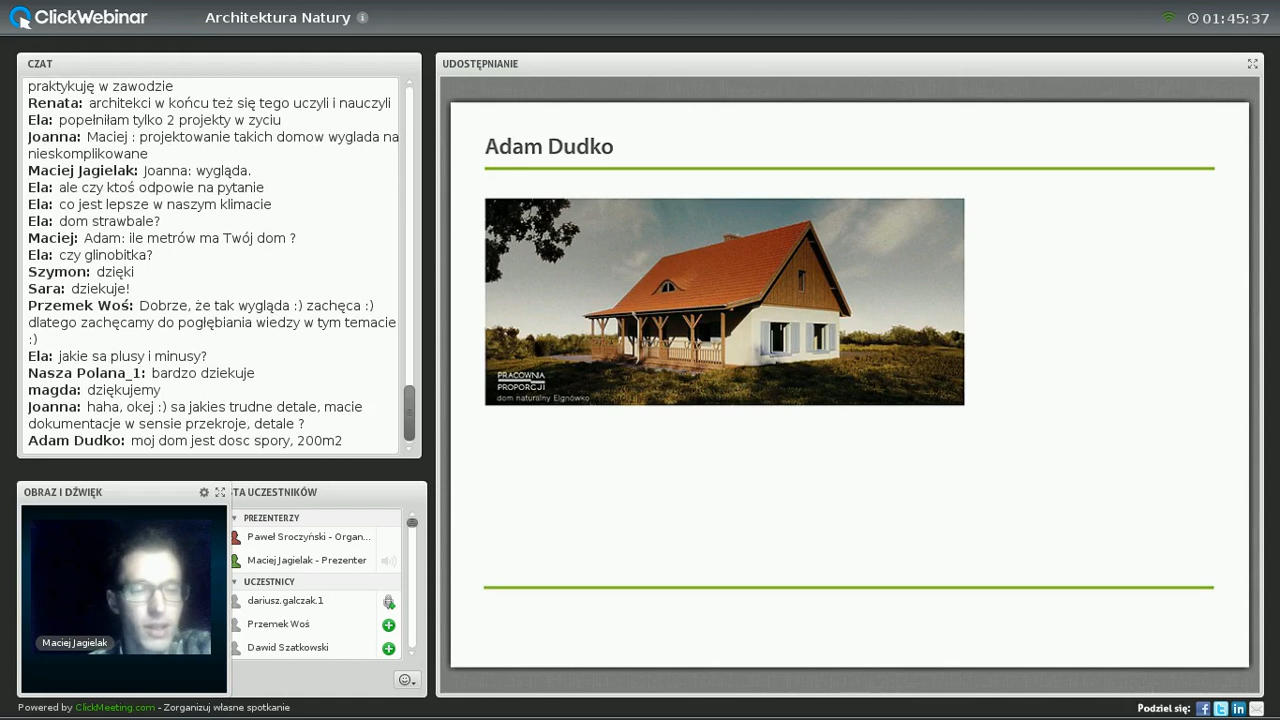 ClickWebinar
Architektura Natury
01:45:37
CZAT
praktykuję w zawodzie
Renata: architekci w końcu też się tego uczyli i nauczyli
Ela: popełniłam tylko 2 projekty w zyciu
Joanna: Maciej : projektowanie takich domow wyglada na
nieskomplikowane
Maciej Jagielak: Joanna: wygląda.
Ela: ale czy ktoś odpowie na pytanie
Ela: co jest lepsze w naszym klimacie
Ela: dom strawbale?
Maciej: Adam: ile metrów ma Twój dom ?
Ela: czy glinobitka?
Szymon: dzięki
Sara: dziekuje!
Przemek Woś: Dobrze, że tak wygląda :) zachęca :)
dlatego zachęcamy do pogłębiania wiedzy w tym temacie
:)
Ela: jakie sa plusy i minusy?
Nasza Polana_1: bardzo dziekuje
magda: dziękujemy
Joanna: haha, okej :) sa jakies trudne detale, macie
dokumentacje w sensie przekroje, detale ?
Adam Dudko: moj dom jest dosc spory, 200m2
OBRAZ I DŹWIĘK
Maciej Jagielak
TA UCZESTNIKÓW
PREZENTERZY
Paweł Sroczyński - Organ...
Maciej Jagielak - Prezenter
UCZESTNICY
dariusz.galczak.1
Przemek Woś
Dawid Szatkowski
UDOSTĘPNIANIE
Adam Dudko
PRACOWNIA
PROPORCJI
dom naturalny Elgnówko
Powered by ClickMeeting.com - Zorganizuj własne spotkanie
Podziel się: